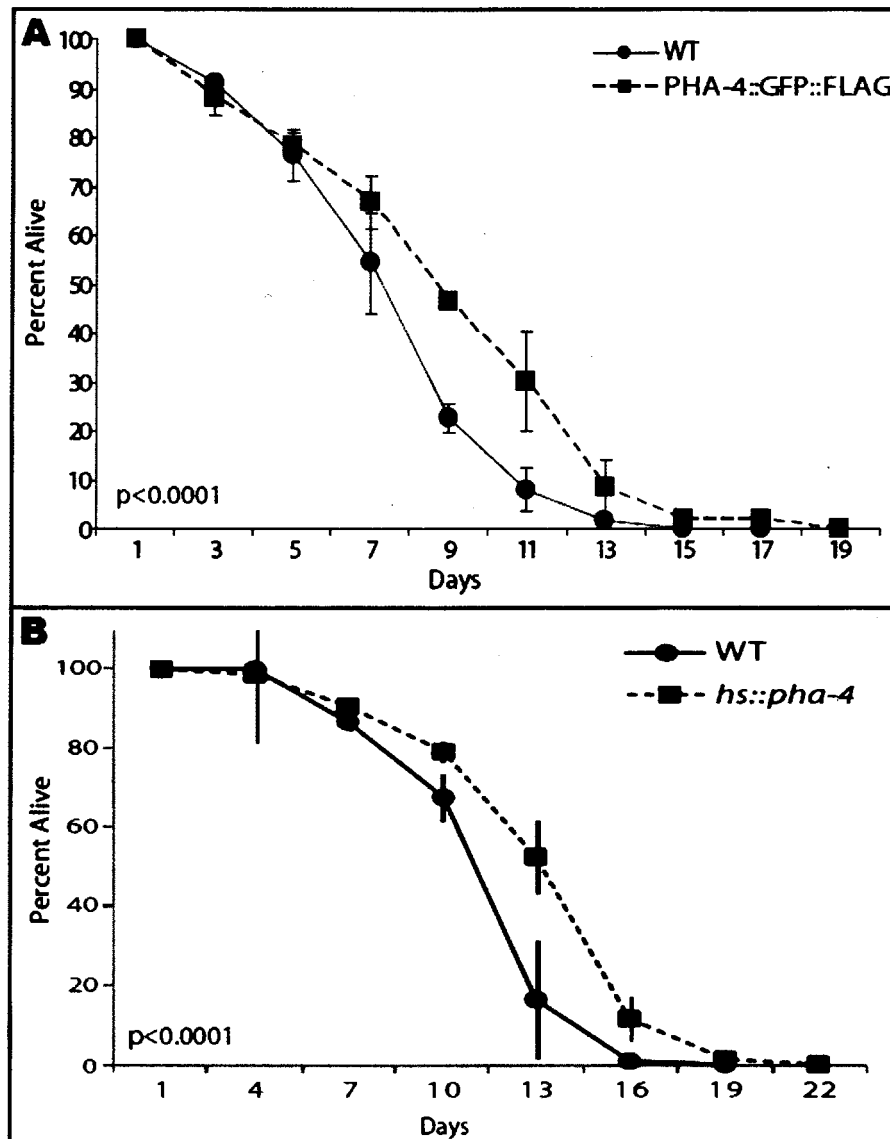 A
WT
PHA-4::GFP::FLAG
100
90
80
70
60
50
40
30
20
10
0
Percent Alive
p<0.0001
1 3 5 7 9 11 13 15 17 19
Days
B
WT
hs::pha-4
100
80
60
40
20
0
Percent Alive
p<0.0001
1 4 7 10 13 16 19 22
Days